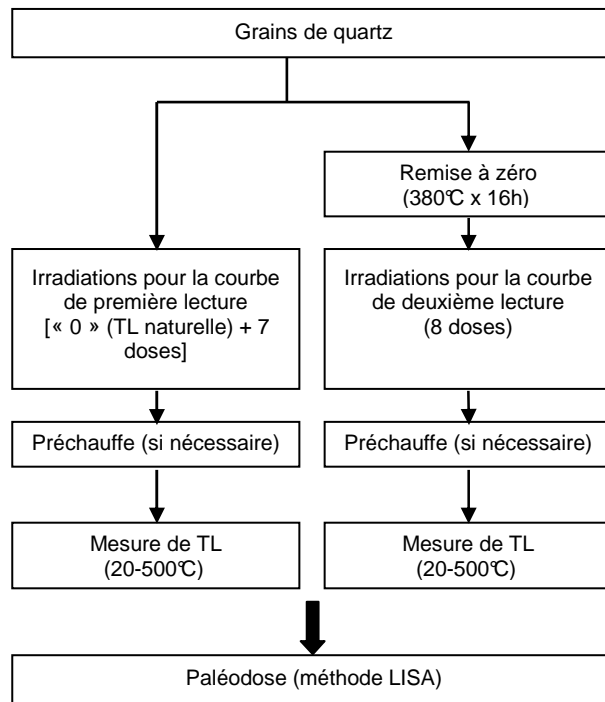 Grains de quartz
Remise à zéro
(380°C x 16h)
Irradiations pour la courbe
de première lecture
[« 0 » (TL naturelle) + 7
doses]
Irradiations pour la courbe
de deuxième lecture
(8 doses)
Préchauffe (si nécessaire)
Préchauffe (si nécessaire)
Mesure de TL
(20-500°C)
Mesure de TL
(20-500°C)
Paléodose (méthode LISA)